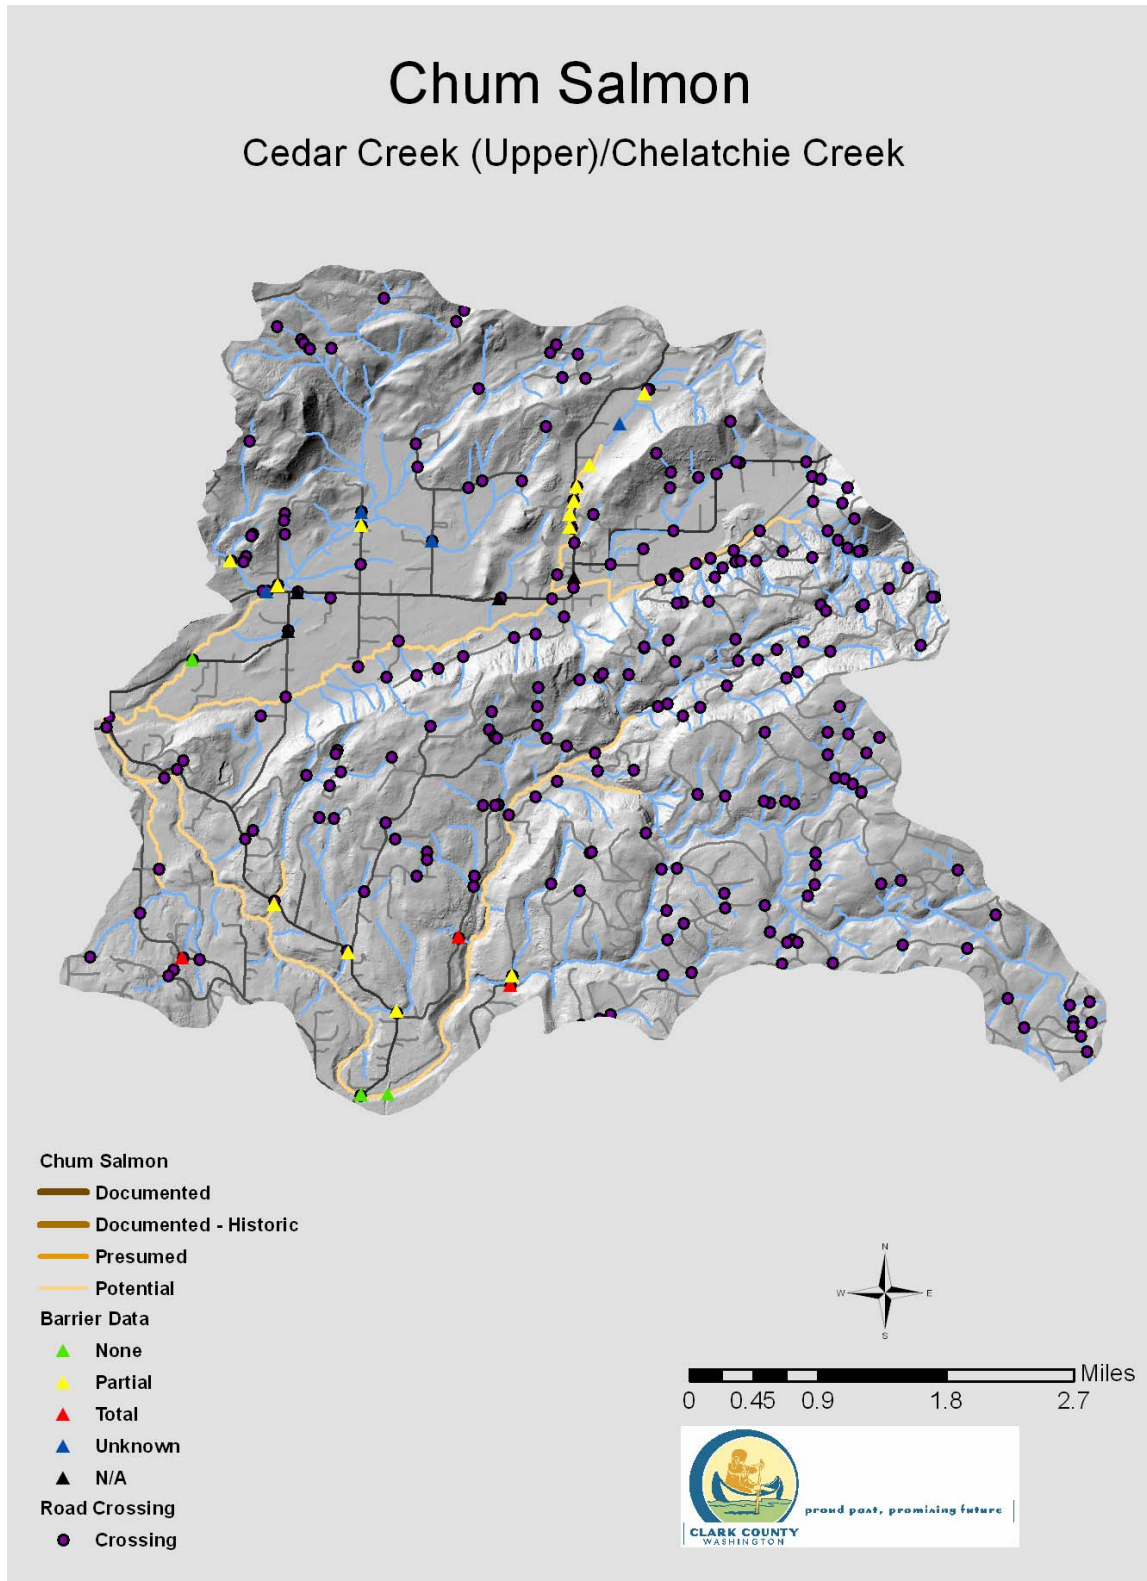 Chum Salmon
Cedar Creek (Upper)/Chelatchie Creek
Chum Salmon
Documented
Documented - Historic
Presumed
Potential
Barrier Data
None
Partial
Total
Unknown
N/A
Road Crossing
Crossing
N
W E
S
Miles
0 0.45 0.9 1.8 2.7
proud past, promising future
CLARK COUNTY
WASHINGTON